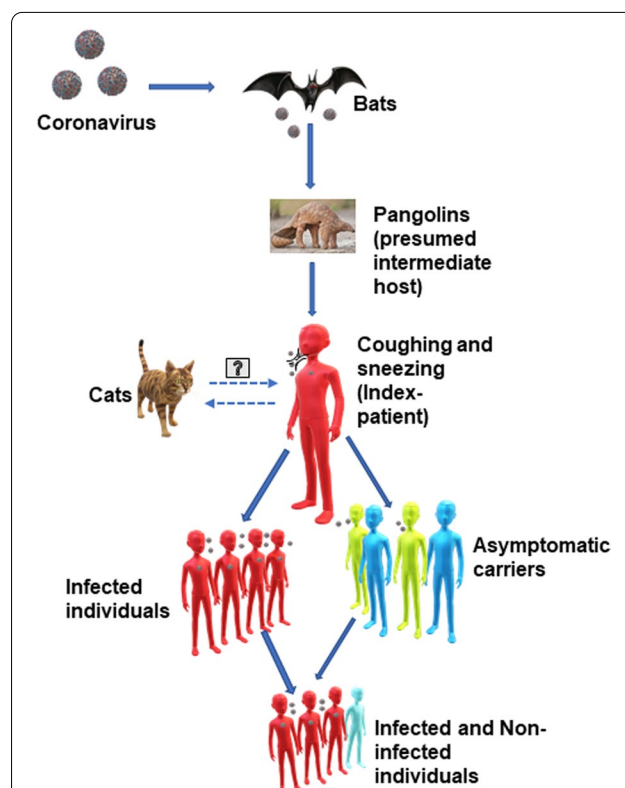 Coronavirus
Bats
Pangolins
(presumed
intermediate
host)
Coughing and
sneezing
(Index-
patient)
?
Cats
Asymptomatic
carriers
Infected
individuals
Infected and Non-
infected
individuals